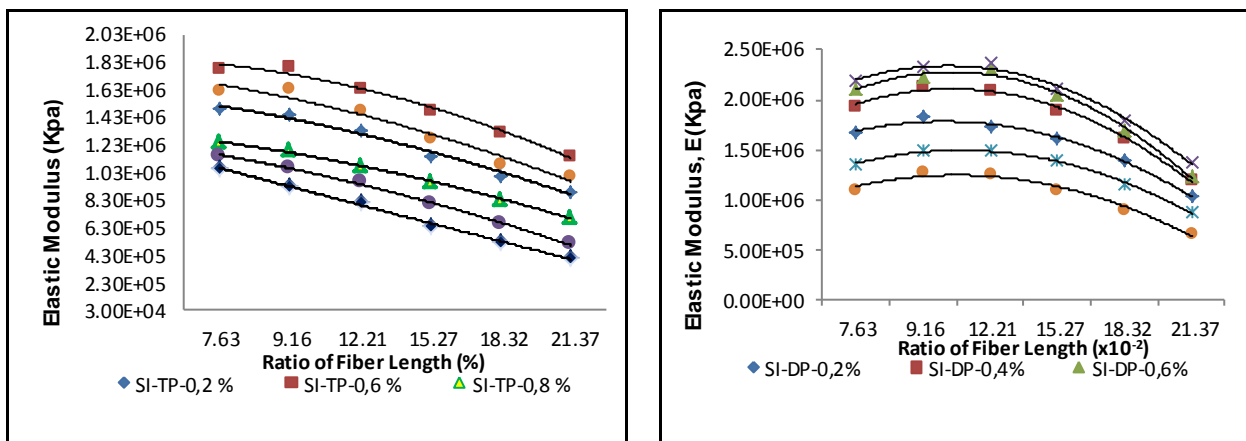 Elastic Modulus (Kpa)
2.03E+06
1.83E+06
1.63E+06
1.43E+06
1.23E+06
1.03E+06
8.30E+05
6.30E+05
4.30E+05
2.30E+05
3.00E+04
7.63 9.16 12.21 15.27 18.32 21.37
Ratio of Fiber Length (%)
SI-TP-0,2 % SI-TP-0,6 % SI-TP-0,8 %
Elastic Modulus, E(Kpa)
2.50E+06
2.00E+06
1.50E+06
1.00E+06
5.00E+05
0.00E+00
7.63 9.16 12.21 15.27 18.32 21.37
Ratio of Fiber Length (x10⁻²)
SI-DP-0,2% SI-DP-0,4% SI-DP-0,6%